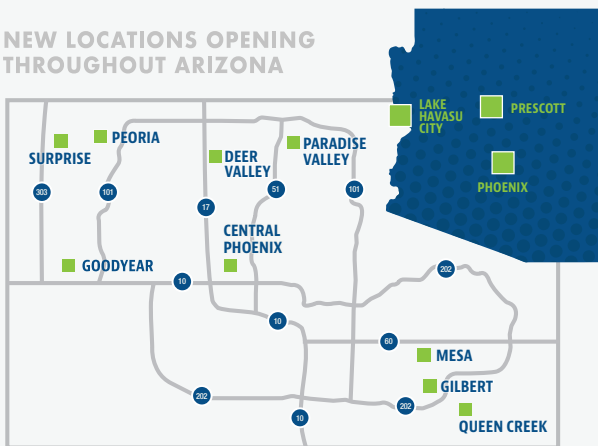 NEW LOCATIONS OPENING
THROUGHOUT ARIZONA
LAKE
HAVASU
CITY
PRESCOTT
PHOENIX
PEORIA
SURPRISE
DEER
VALLEY
PARADISE
VALLEY
303
101
17
51
101
CENTRAL
PHOENIX
GOODYEAR
10
202
10
60
MESA
GILBERT
202
202
QUEEN CREEK
10